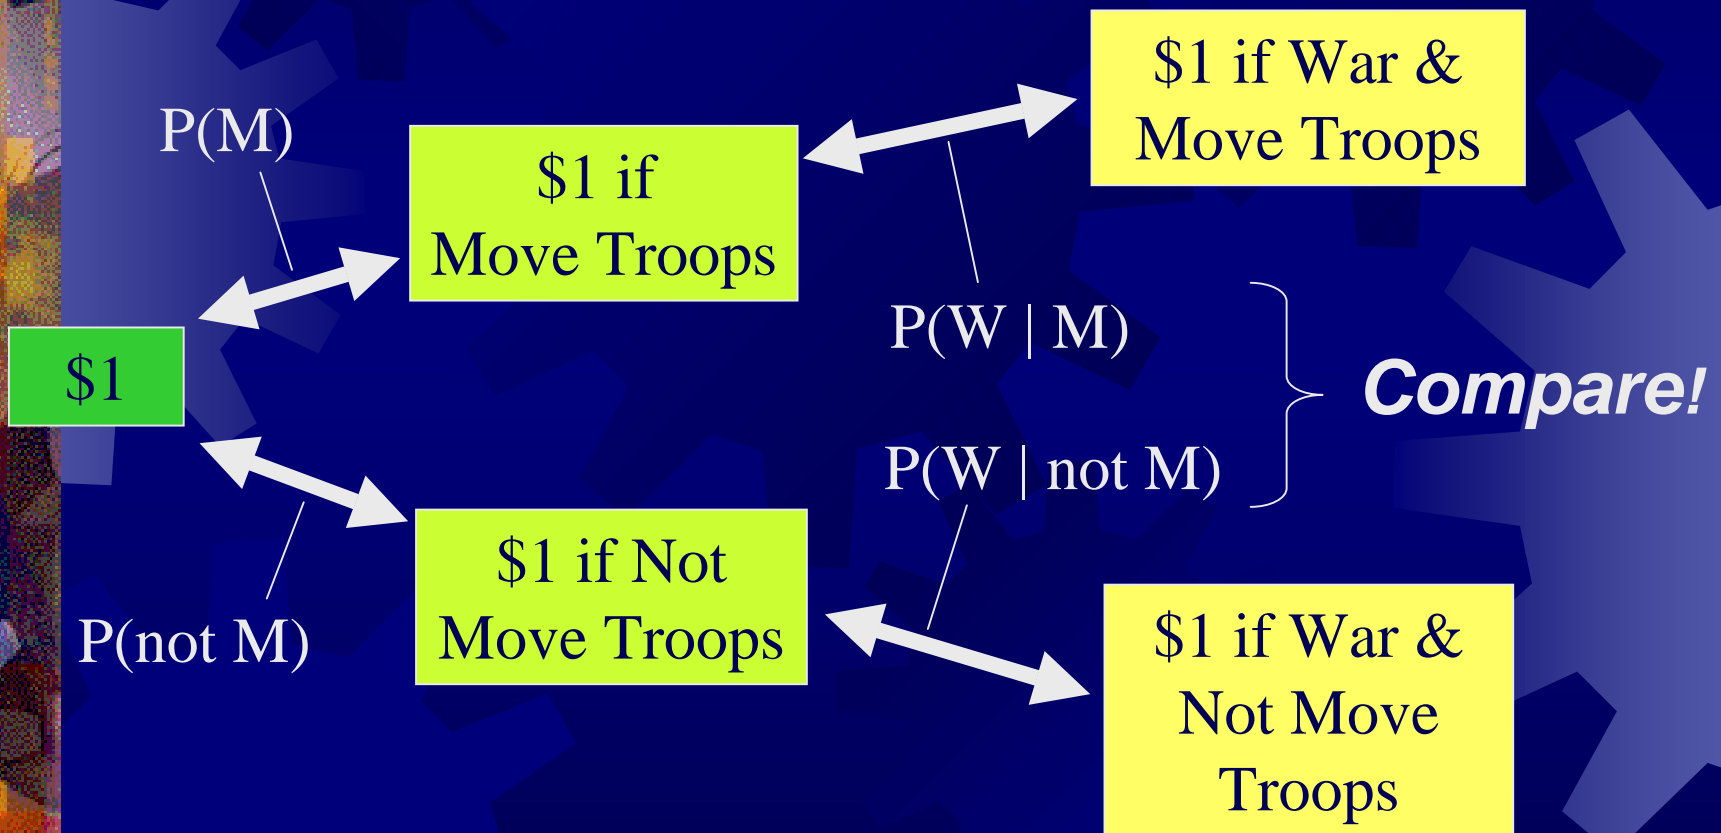 $1 if War &
Move Troops
P(M)
$1 if
Move Troops
P(W | M)
$1
Compare!
P(W | not M)
$1 if Not
Move Troops
P(not M)
$1 if War &
Not Move
Troops